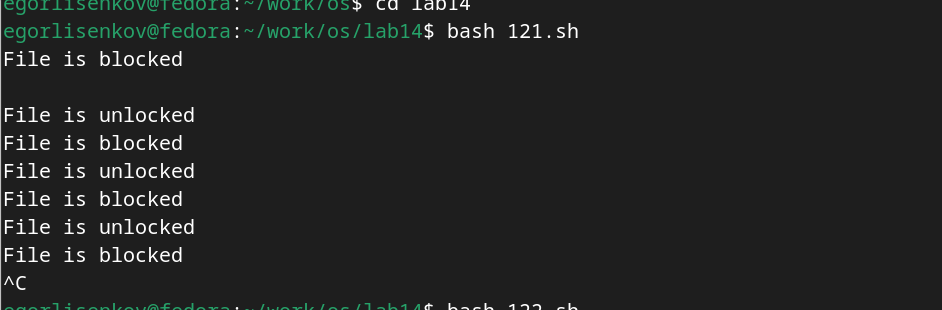 egorlisenkov@fedora:~/work/os$ cd lab14
egorlisenkov@fedora:~/work/os/lab14$ bash 121.sh
File is blocked

File is unlocked
File is blocked
File is unlocked
File is blocked
File is unlocked
File is blocked
^C
egorlisenkov@fedora:~/work/os/lab14$ bash 122.sh